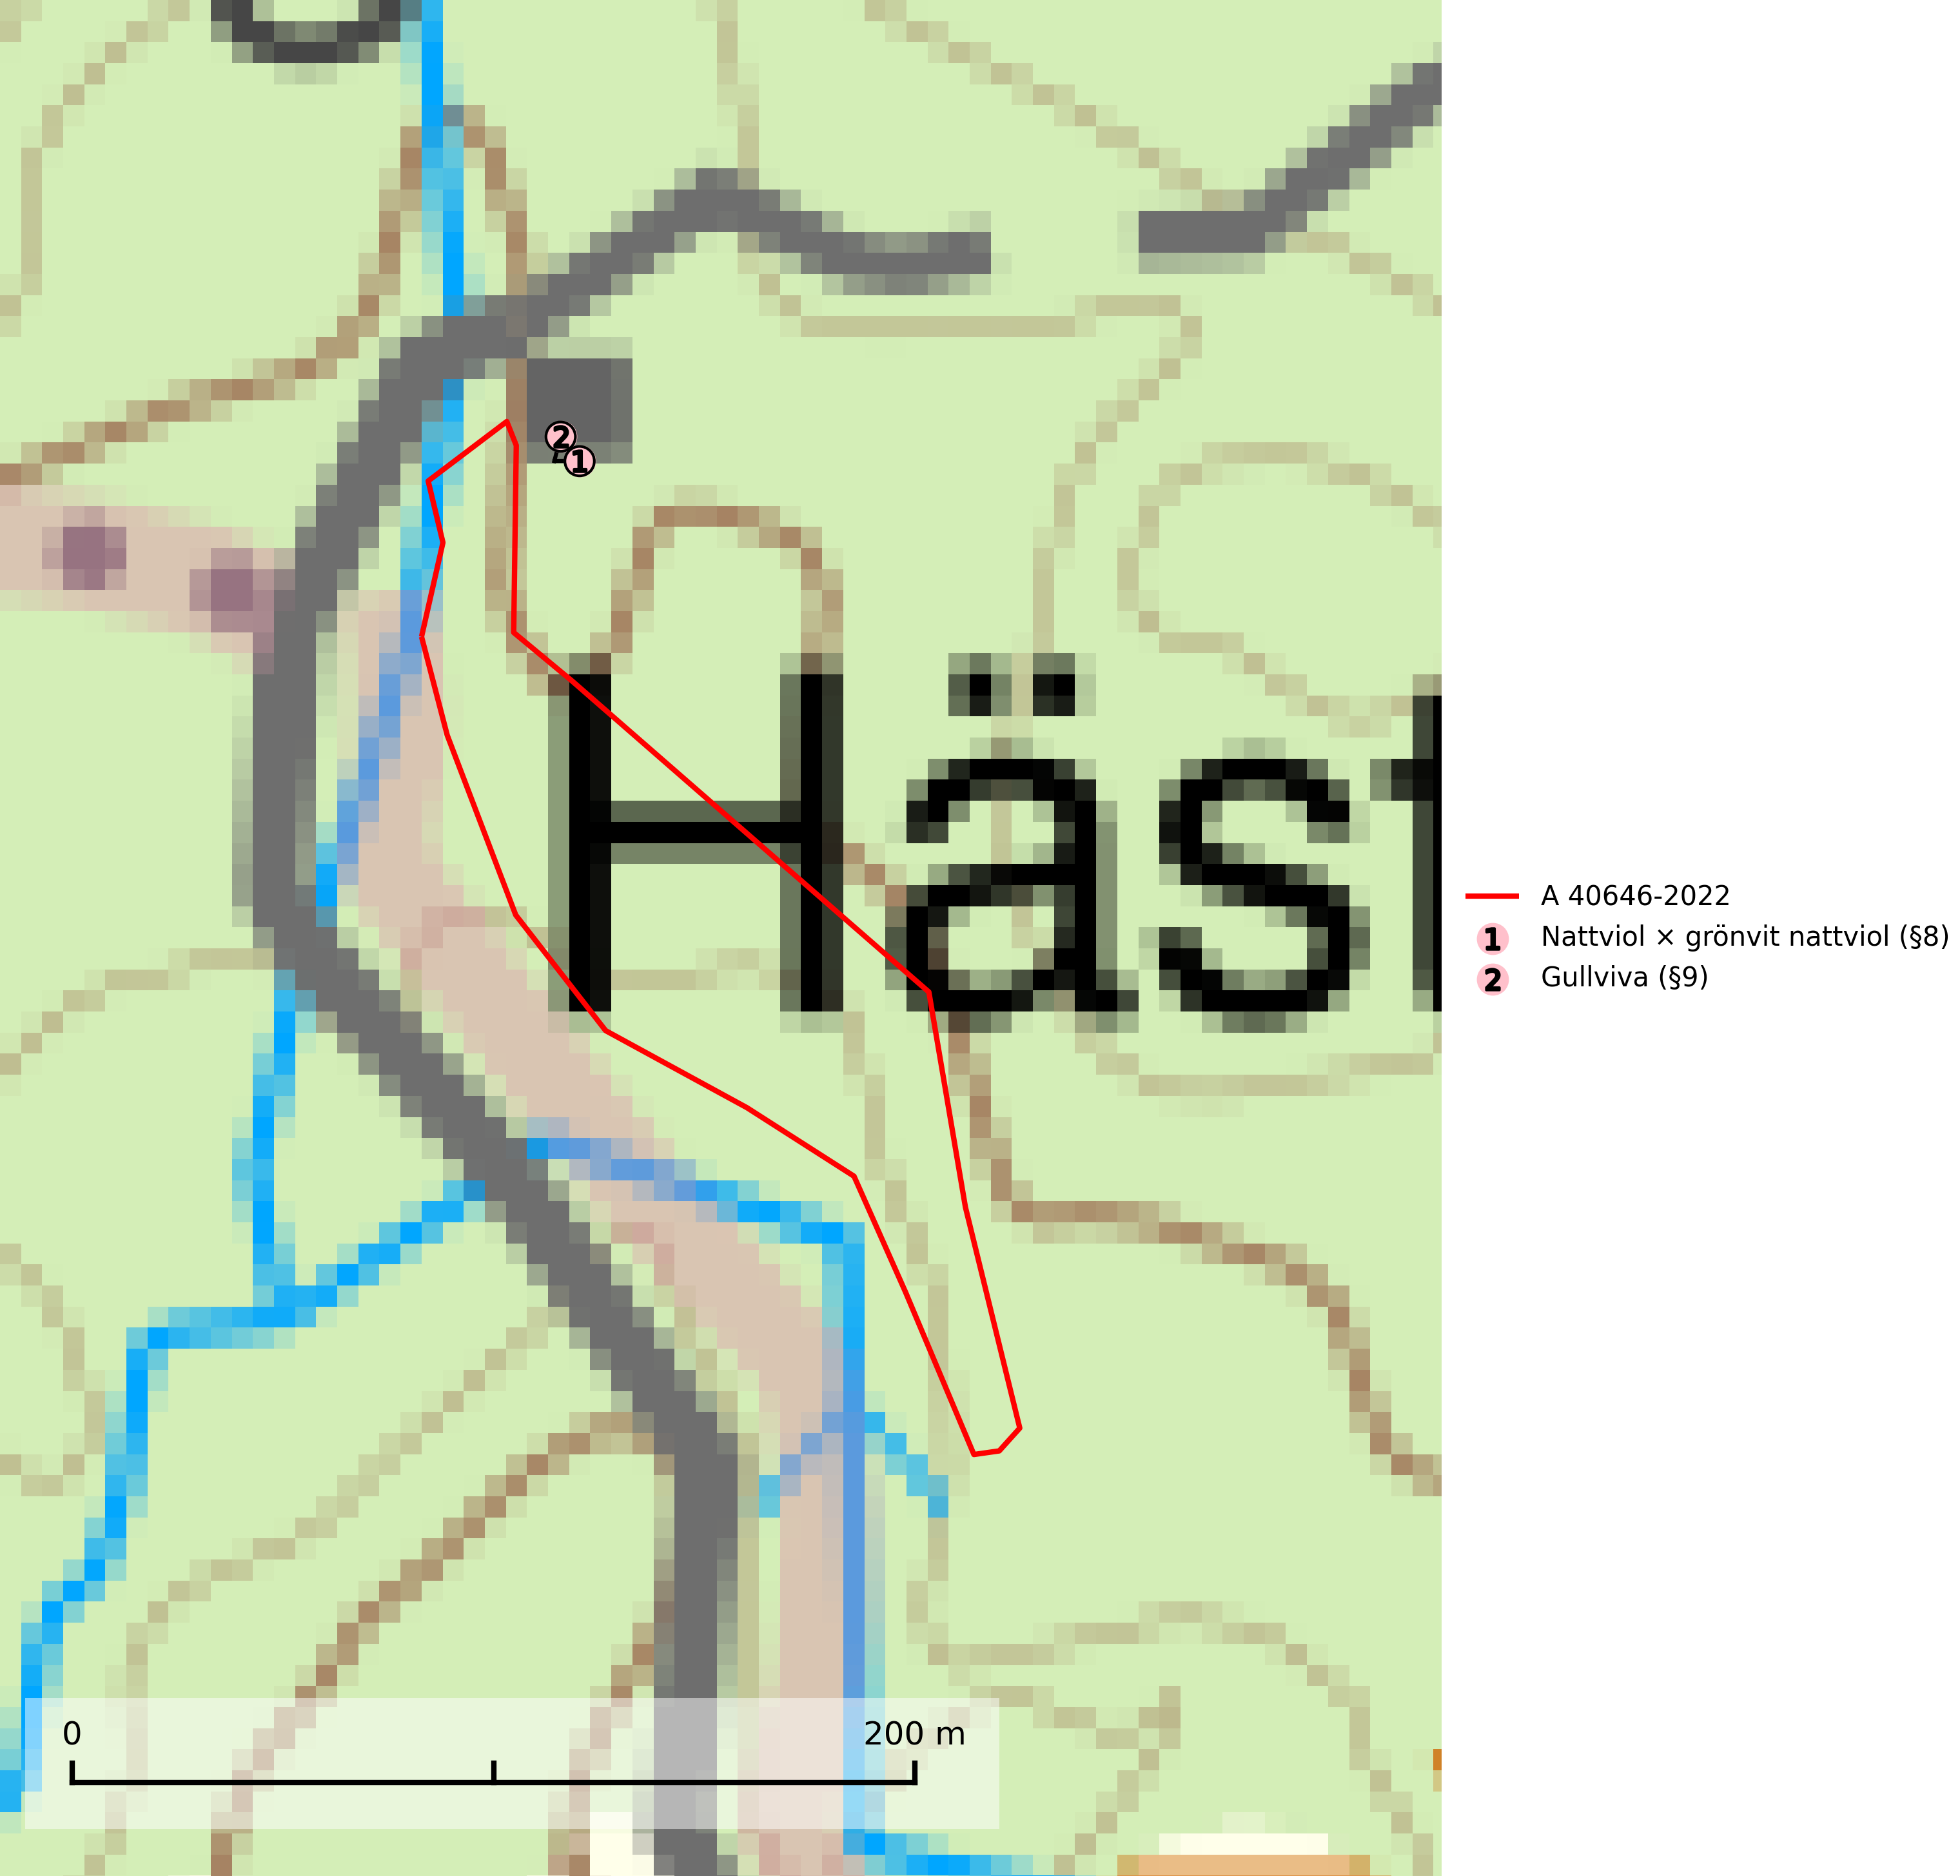 2
1
Häst
A 40646-2022
1 Nattviol × grönvit nattviol (§8)
2 Gullviva (§9)
0 200 m